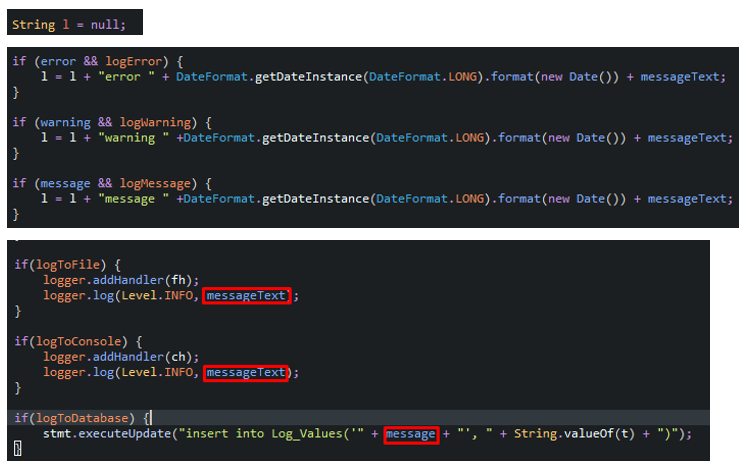 String l = null;
if (error && logError) {
    l = l + "error " + DateFormat.getDateInstance(DateFormat.LONG).format(new Date()) + messageText;
}
if (warning && logWarning) {
    l = l + "warning " +DateFormat.getDateInstance(DateFormat.LONG).format(new Date()) + messageText;
}
if (message && logMessage) {
    l = l + "message " +DateFormat.getDateInstance(DateFormat.LONG).format(new Date()) + messageText;
}
if(logToFile) {
    logger.addHandler(fh);
    logger.log(Level.INFO, messageText);
}
if(logToConsole) {
    logger.addHandler(ch);
    logger.log(Level.INFO, messageText);
}
if(logToDatabase) {
    stmt.executeUpdate("insert into Log_Values('" + message + "', " + String.valueOf(t) + ")");
}